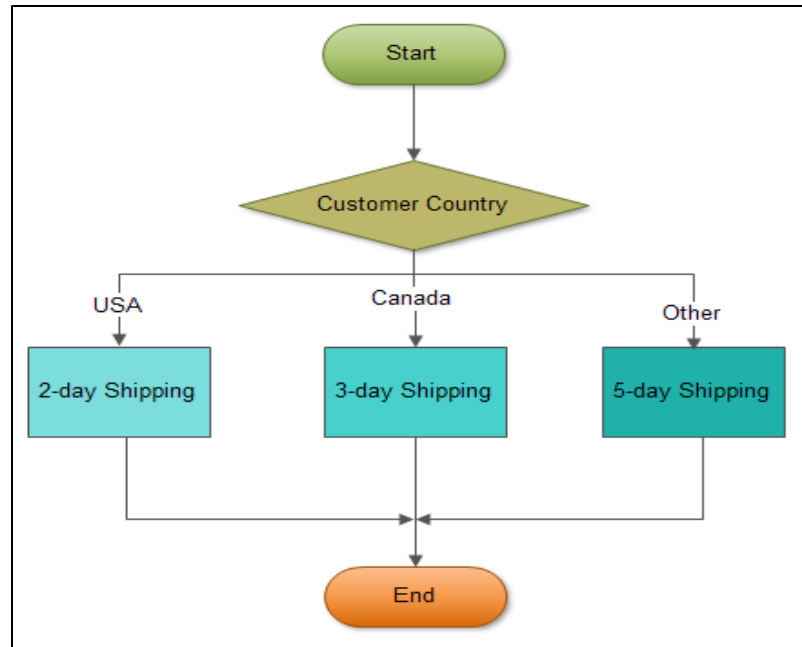 Start
Customer Country
USA
Canada
Other
2-day Shipping
3-day Shipping
5-day Shipping
End